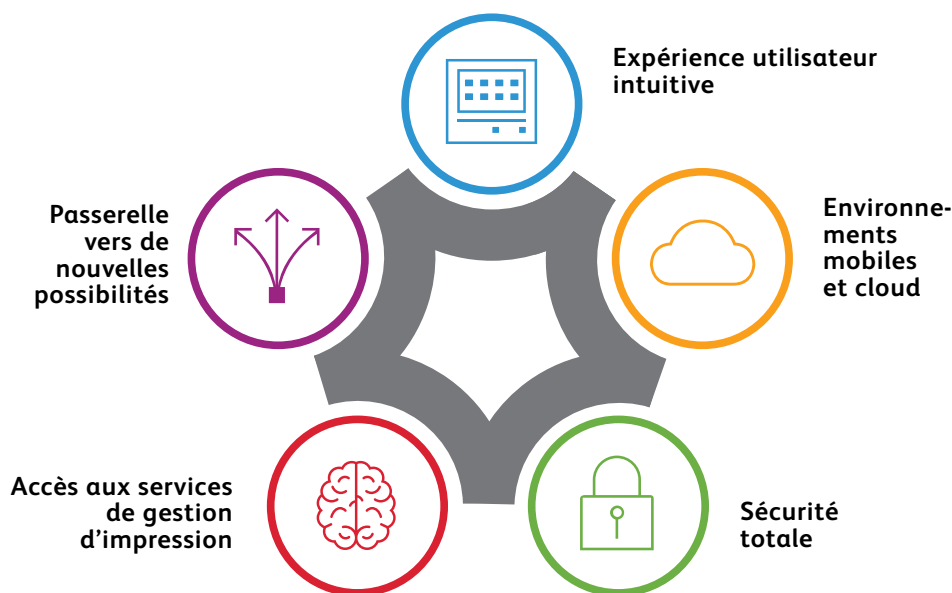 Expérience utilisateur
intuitive
Environne-
ments
mobiles
et cloud
Sécurité
totale
Accès aux services
de gestion
d'impression
Passerelle
vers de
nouvelles
possibilités